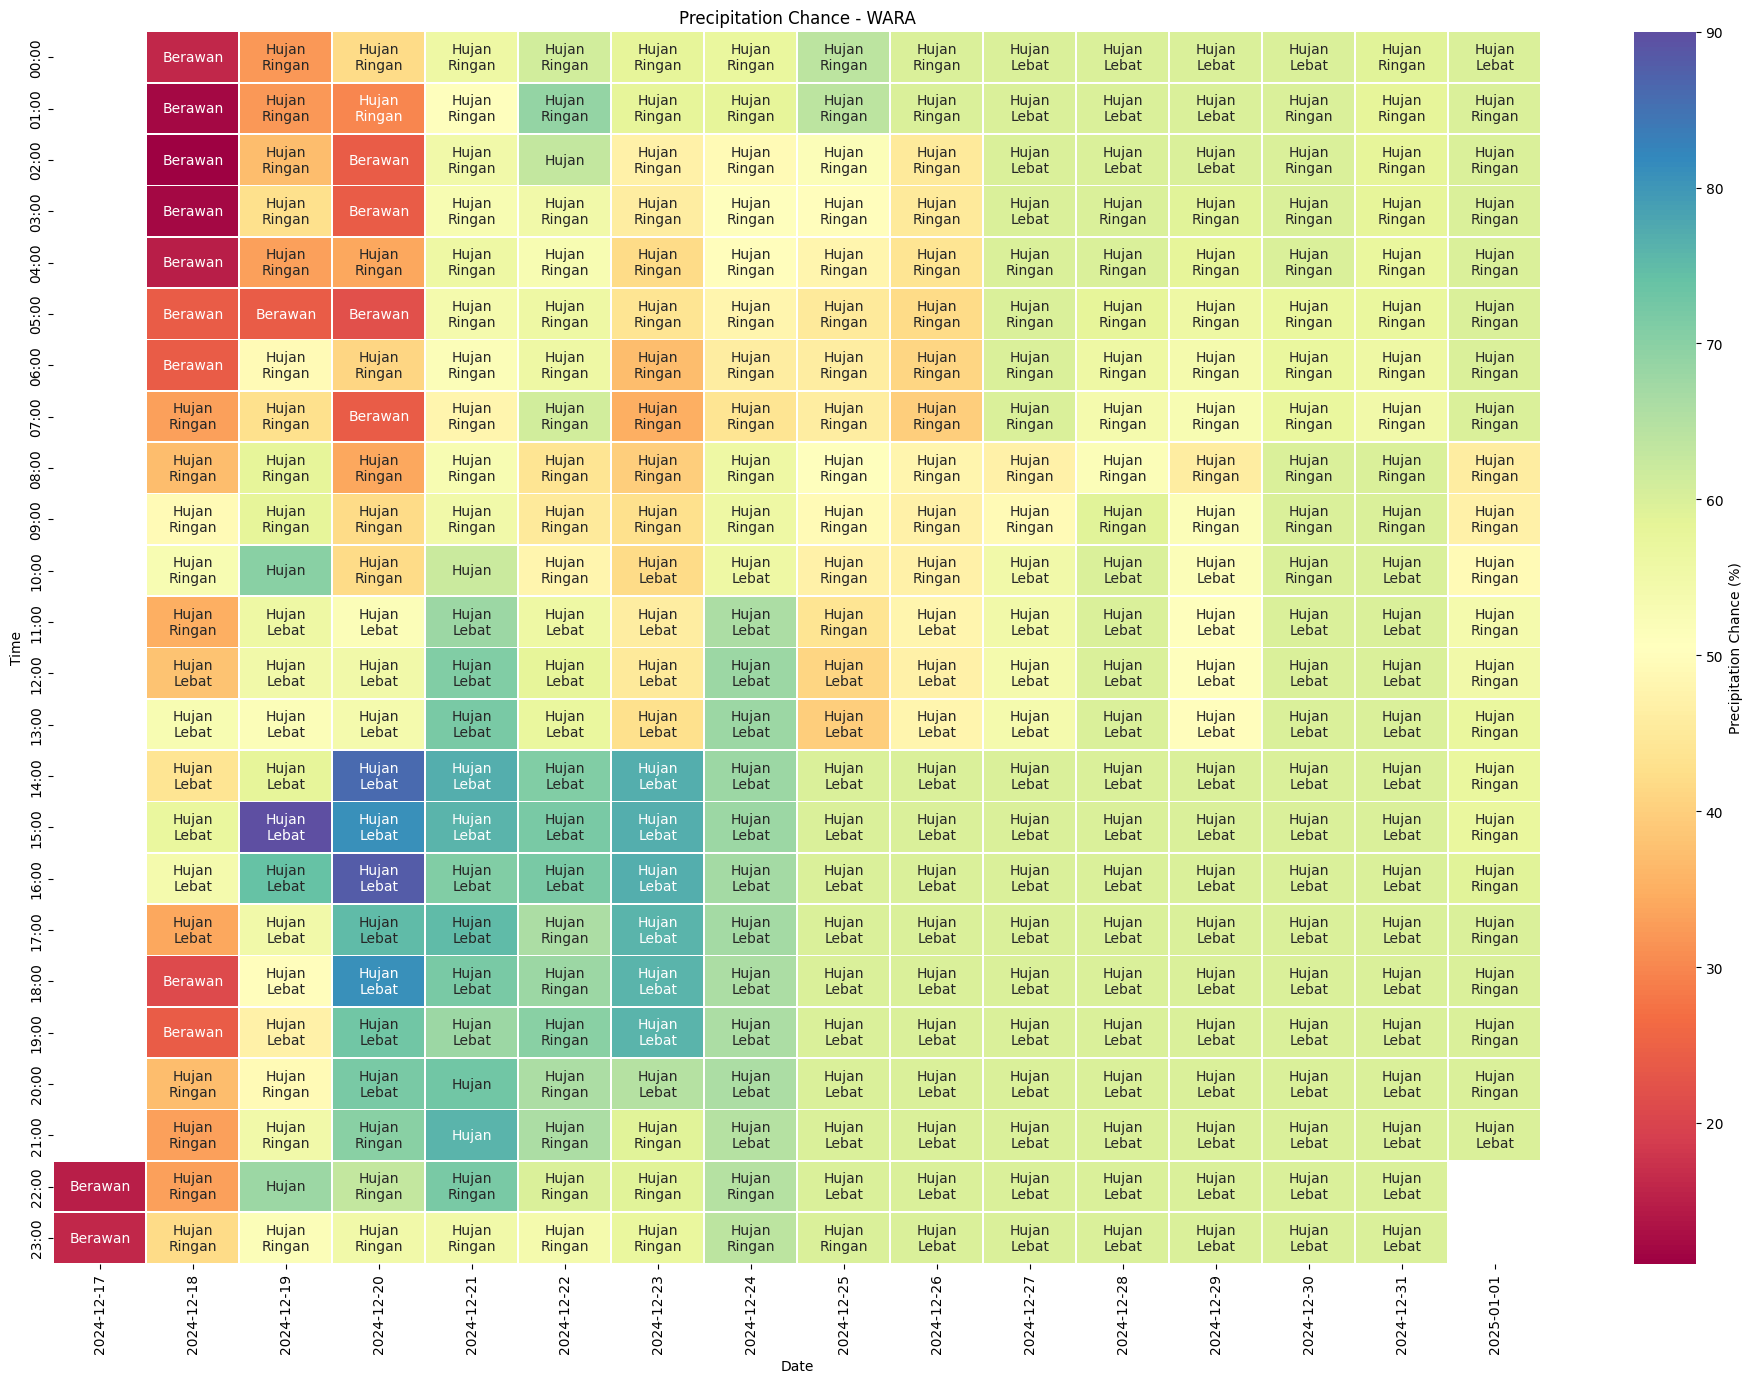 Precipitation Chance - WARA
00:00 Berawan Hujan Ringan Hujan Ringan Hujan Ringan Hujan Ringan Hujan Ringan Hujan Ringan Hujan Ringan Hujan Ringan Hujan Lebat Hujan Lebat Hujan Lebat Hujan Lebat Hujan Ringan Hujan Lebat
01:00 Berawan Hujan Ringan Hujan Ringan Hujan Ringan Hujan Ringan Hujan Ringan Hujan Ringan Hujan Ringan Hujan Ringan Hujan Lebat Hujan Lebat Hujan Lebat Hujan Ringan Hujan Ringan Hujan Ringan
02:00 Berawan Hujan Ringan Berawan Hujan Ringan Hujan Hujan Ringan Hujan Ringan Hujan Ringan Hujan Ringan Hujan Lebat Hujan Lebat Hujan Lebat Hujan Ringan Hujan Ringan Hujan Ringan
03:00 Berawan Hujan Ringan Berawan Hujan Ringan Hujan Ringan Hujan Ringan Hujan Ringan Hujan Ringan Hujan Ringan Hujan Lebat Hujan Ringan Hujan Ringan Hujan Ringan Hujan Ringan Hujan Ringan
04:00 Berawan Hujan Ringan Hujan Ringan Hujan Ringan Hujan Ringan Hujan Ringan Hujan Ringan Hujan Ringan Hujan Ringan Hujan Ringan Hujan Ringan Hujan Ringan Hujan Ringan Hujan Ringan Hujan Ringan
05:00 Berawan Berawan Berawan Hujan Ringan Hujan Ringan Hujan Ringan Hujan Ringan Hujan Ringan Hujan Ringan Hujan Ringan Hujan Ringan Hujan Ringan Hujan Ringan Hujan Ringan Hujan Ringan
06:00 Berawan Hujan Ringan Hujan Ringan Hujan Ringan Hujan Ringan Hujan Ringan Hujan Ringan Hujan Ringan Hujan Ringan Hujan Ringan Hujan Ringan Hujan Ringan Hujan Ringan Hujan Ringan Hujan Ringan
07:00 Hujan Ringan Hujan Ringan Berawan Hujan Ringan Hujan Ringan Hujan Ringan Hujan Ringan Hujan Ringan Hujan Ringan Hujan Ringan Hujan Ringan Hujan Ringan Hujan Ringan Hujan Ringan Hujan Ringan
08:00 Hujan Ringan Hujan Ringan Hujan Ringan Hujan Ringan Hujan Ringan Hujan Ringan Hujan Ringan Hujan Ringan Hujan Ringan Hujan Ringan Hujan Ringan Hujan Ringan Hujan Ringan Hujan Ringan Hujan Ringan
09:00 Hujan Ringan Hujan Ringan Hujan Ringan Hujan Ringan Hujan Ringan Hujan Ringan Hujan Ringan Hujan Ringan Hujan Ringan Hujan Ringan Hujan Ringan Hujan Ringan Hujan Ringan Hujan Ringan Hujan Ringan
10:00 Hujan Ringan Hujan Hujan Ringan Hujan Hujan Ringan Hujan Lebat Hujan Lebat Hujan Ringan Hujan Ringan Hujan Lebat Hujan Lebat Hujan Lebat Hujan Ringan Hujan Lebat Hujan Ringan
11:00 Hujan Ringan Hujan Lebat Hujan Lebat Hujan Lebat Hujan Lebat Hujan Lebat Hujan Lebat Hujan Ringan Hujan Lebat Hujan Lebat Hujan Lebat Hujan Lebat Hujan Lebat Hujan Lebat Hujan Ringan
12:00 Hujan Lebat Hujan Lebat Hujan Lebat Hujan Lebat Hujan Lebat Hujan Lebat Hujan Lebat Hujan Lebat Hujan Lebat Hujan Lebat Hujan Lebat Hujan Lebat Hujan Lebat Hujan Lebat Hujan Ringan
13:00 Hujan Lebat Hujan Lebat Hujan Lebat Hujan Lebat Hujan Lebat Hujan Lebat Hujan Lebat Hujan Lebat Hujan Lebat Hujan Lebat Hujan Lebat Hujan Lebat Hujan Lebat Hujan Lebat Hujan Ringan
14:00 Hujan Lebat Hujan Lebat Hujan Lebat Hujan Lebat Hujan Lebat Hujan Lebat Hujan Lebat Hujan Lebat Hujan Lebat Hujan Lebat Hujan Lebat Hujan Lebat Hujan Lebat Hujan Lebat Hujan Ringan
15:00 Hujan Lebat Hujan Lebat Hujan Lebat Hujan Lebat Hujan Lebat Hujan Lebat Hujan Lebat Hujan Lebat Hujan Lebat Hujan Lebat Hujan Lebat Hujan Lebat Hujan Lebat Hujan Lebat Hujan Ringan
16:00 Hujan Lebat Hujan Lebat Hujan Lebat Hujan Lebat Hujan Lebat Hujan Lebat Hujan Lebat Hujan Lebat Hujan Lebat Hujan Lebat Hujan Lebat Hujan Lebat Hujan Lebat Hujan Lebat Hujan Ringan
17:00 Hujan Lebat Hujan Lebat Hujan Lebat Hujan Lebat Hujan Ringan Hujan Lebat Hujan Lebat Hujan Lebat Hujan Lebat Hujan Lebat Hujan Lebat Hujan Lebat Hujan Lebat Hujan Lebat Hujan Ringan
18:00 Berawan Hujan Lebat Hujan Lebat Hujan Lebat Hujan Ringan Hujan Lebat Hujan Lebat Hujan Lebat Hujan Lebat Hujan Lebat Hujan Lebat Hujan Lebat Hujan Lebat Hujan Lebat Hujan Ringan
19:00 Berawan Hujan Lebat Hujan Lebat Hujan Lebat Hujan Ringan Hujan Lebat Hujan Lebat Hujan Lebat Hujan Lebat Hujan Lebat Hujan Lebat Hujan Lebat Hujan Lebat Hujan Lebat Hujan Ringan
20:00 Hujan Ringan Hujan Ringan Hujan Lebat Hujan Hujan Ringan Hujan Lebat Hujan Lebat Hujan Lebat Hujan Lebat Hujan Lebat Hujan Lebat Hujan Lebat Hujan Lebat Hujan Lebat Hujan Ringan
21:00 Hujan Ringan Hujan Ringan Hujan Ringan Hujan Hujan Ringan Hujan Ringan Hujan Lebat Hujan Lebat Hujan Lebat Hujan Lebat Hujan Lebat Hujan Lebat Hujan Lebat Hujan Lebat Hujan Lebat
22:00 Berawan Hujan Ringan Hujan Hujan Ringan Hujan Ringan Hujan Ringan Hujan Ringan Hujan Ringan Hujan Lebat Hujan Lebat Hujan Lebat Hujan Lebat Hujan Lebat Hujan Lebat Hujan Lebat
23:00 Berawan Hujan Ringan Hujan Ringan Hujan Ringan Hujan Ringan Hujan Ringan Hujan Ringan Hujan Ringan Hujan Ringan Hujan Lebat Hujan Lebat Hujan Lebat Hujan Lebat Hujan Lebat Hujan Lebat
Time
2024-12-17 2024-12-18 2024-12-19 2024-12-20 2024-12-21 2024-12-22 2024-12-23 2024-12-24 2024-12-25 2024-12-26 2024-12-27 2024-12-28 2024-12-29 2024-12-30 2024-12-31 2025-01-01
Date
90
80
70
60
50
40
30
20
Precipitation Chance (%)